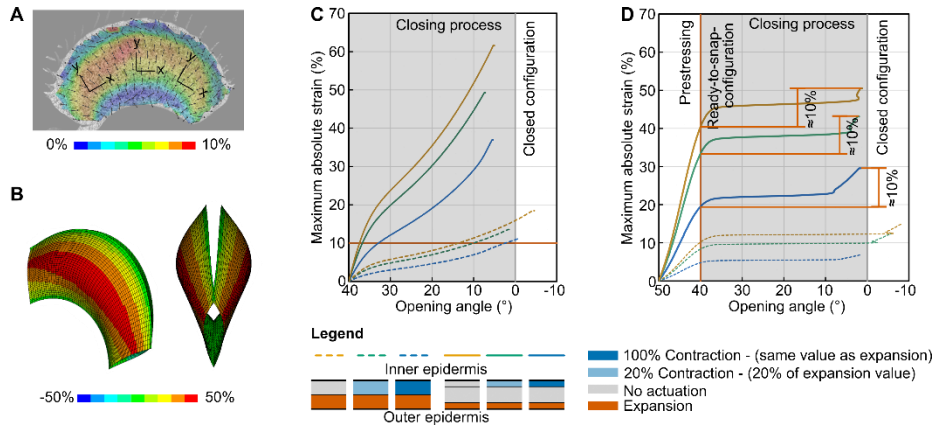 A
y
y
x
x
y
x
0%
10%
B
-50%
50%
C
Closing process
Closed configuration
Maximum absolute strain (%)
70
60
50
40
30
20
10
0
40
30
20
10
0
-10
Opening angle (°)
D
Closing process
Prestressing
Ready-to-snap-
configuration
Closed configuration
≈10%
≈10%
≈10%
Maximum absolute strain (%)
70
60
50
40
30
20
10
0
50
40
30
20
10
0
-10
Opening angle (°)
Legend
Inner epidermis
Outer epidermis
100% Contraction - (same value as expansion)
20% Contraction - (20% of expansion value)
No actuation
Expansion